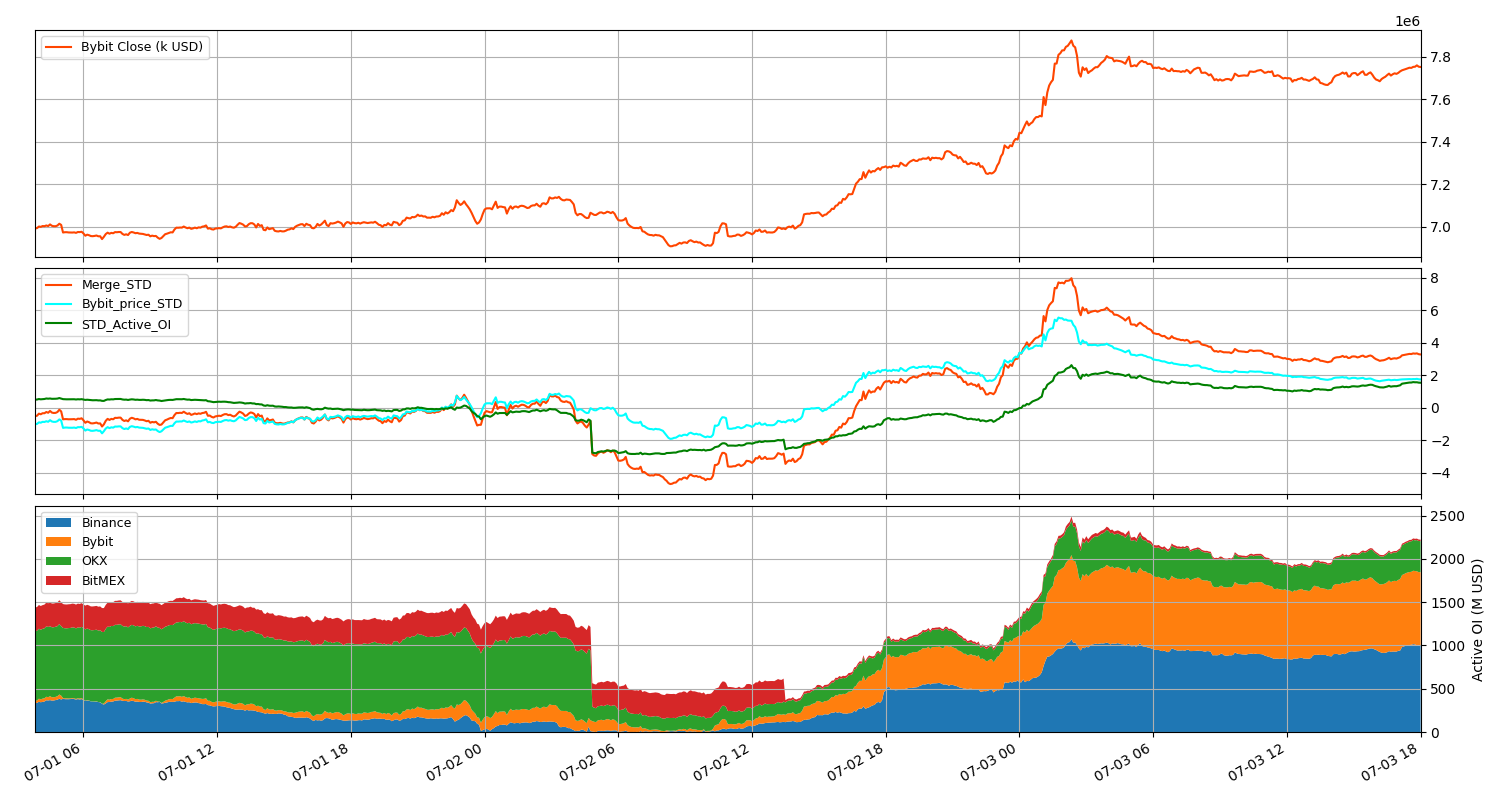 1e6
Bybit Close (k USD)
7.8
7.6
7.4
7.2
7.0
Merge_STD
Bybit_price_STD
STD_Active_OI
8
6
4
2
0
−2
−4
Binance
Bybit
OKX
BitMEX
2500
2000
1500
1000
500
0
Active OI (M USD)
07-01 06
07-01 12
07-01 18
07-02 00
07-02 06
07-02 12
07-02 18
07-03 00
07-03 06
07-03 12
07-03 18